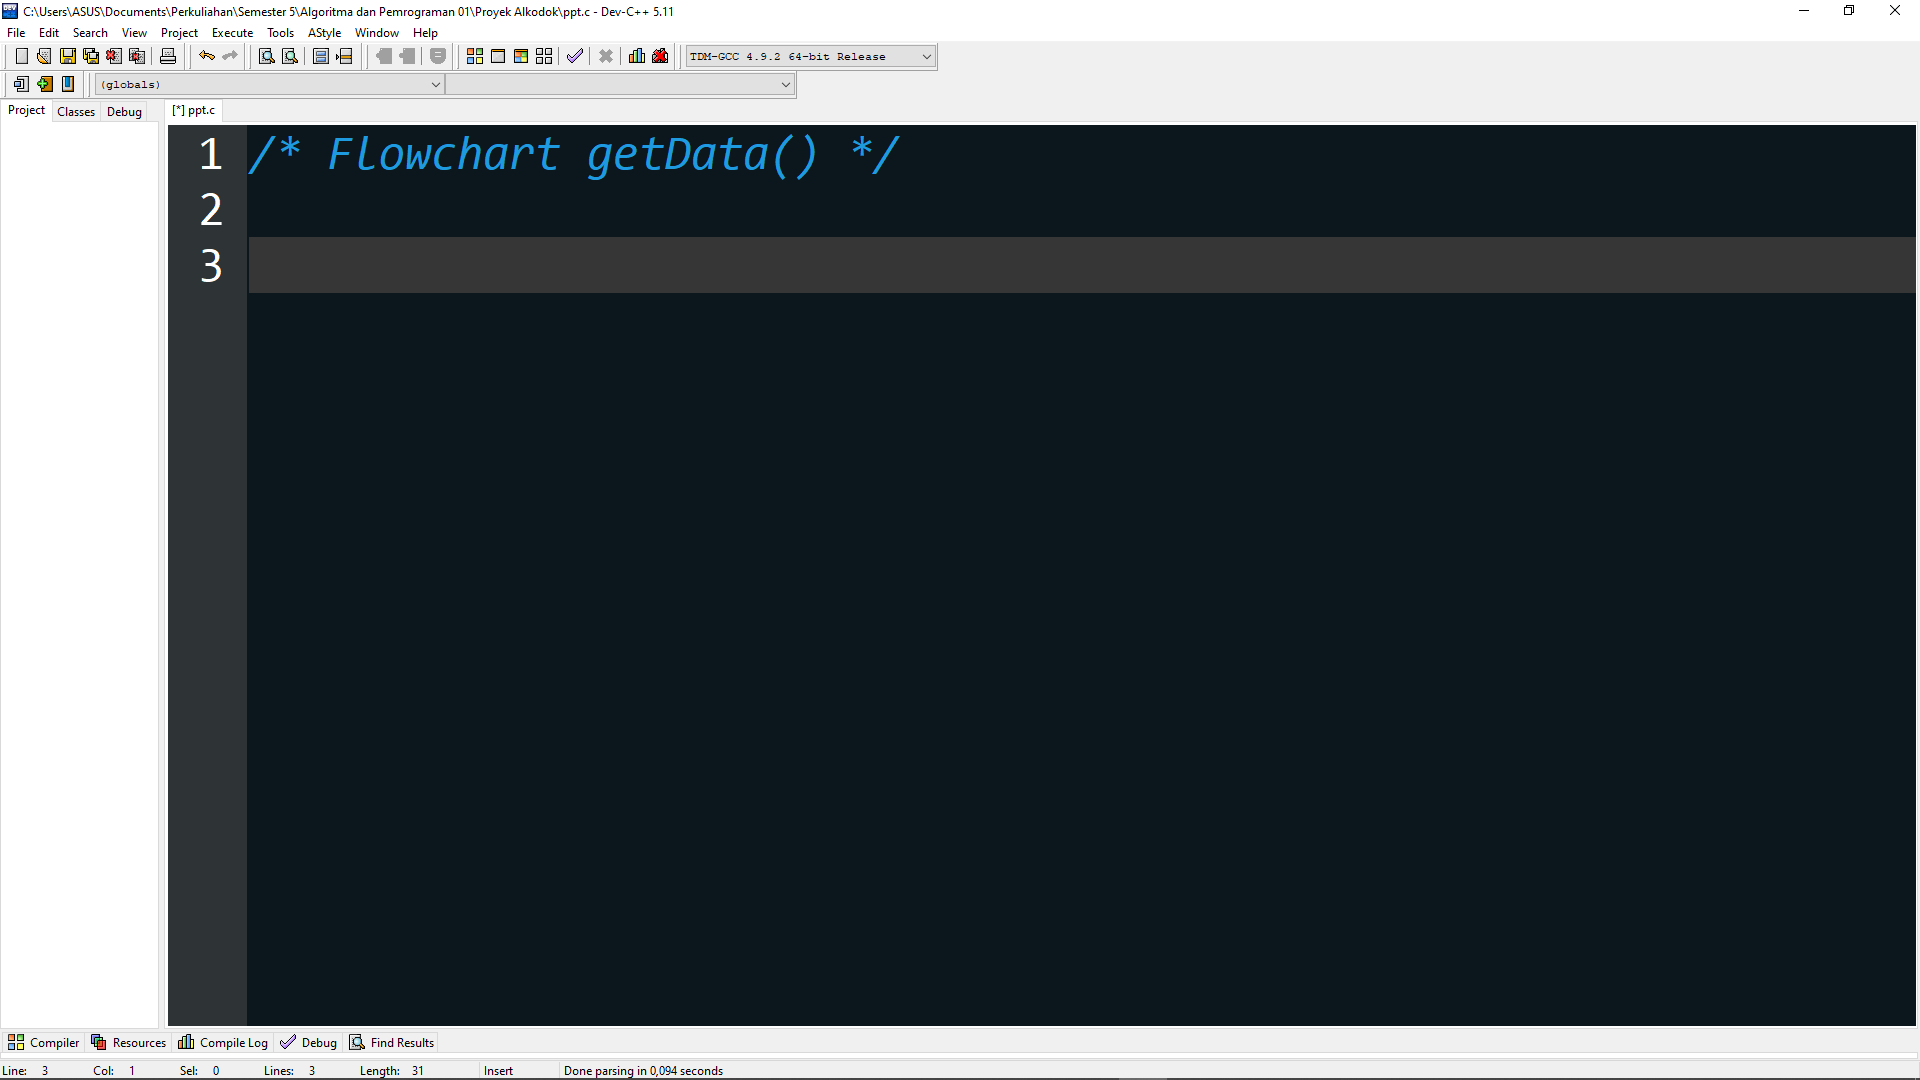 C:\Users\ASUS\Documents\Perkuliahan\Semester 5\Algoritma dan Pemrograman 01\Proyek Alkodok\ppt.c - Dev-C++ 5.11
File Edit Search View Project Execute Tools AStyle Window Help
TDM-GCC 4.9.2 64-bit Release
(globals)
Project Classes Debug [*] ppt.c
1 /* Flowchart getData() */
2
3
Compiler Resources Compile Log Debug Find Results
Line: 3 Col: 1 Sel: 0 Lines: 3 Length: 31 Insert Done parsing in 0,094 seconds